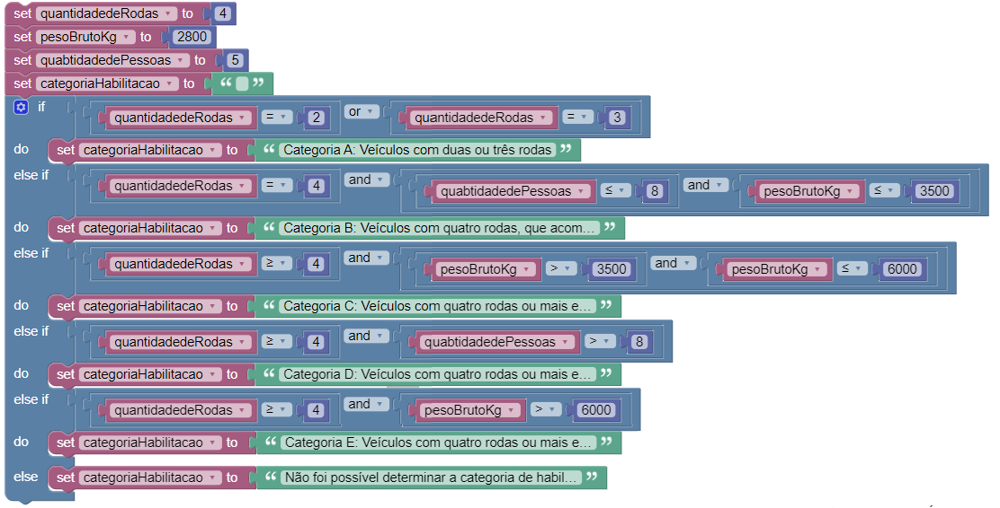 set quantidadedeRodas to 4
set pesoBrutoKg to 2800
set quabtidadedePessoas to 5
set categoriaHabilitacao to “ ”
if quantidadedeRodas = 2 or quantidadedeRodas = 3
do set categoriaHabilitacao to “ Categoria A: Veículos com duas ou três rodas ”
else if quantidadedeRodas = 4 and quabtidadedePessoas ≤ 8 and pesoBrutoKg ≤ 3500
do set categoriaHabilitacao to “ Categoria B: Veículos com quatro rodas, que acom... ”
else if quantidadedeRodas ≥ 4 and pesoBrutoKg > 3500 and pesoBrutoKg ≤ 6000
do set categoriaHabilitacao to “ Categoria C: Veículos com quatro rodas ou mais e... ”
else if quantidadedeRodas ≥ 4 and quabtidadedePessoas > 8
do set categoriaHabilitacao to “ Categoria D: Veículos com quatro rodas ou mais e... ”
else if quantidadedeRodas ≥ 4 and pesoBrutoKg > 6000
do set categoriaHabilitacao to “ Categoria E: Veículos com quatro rodas ou mais e... ”
else set categoriaHabilitacao to “ Não foi possível determinar a categoria de habil... ”